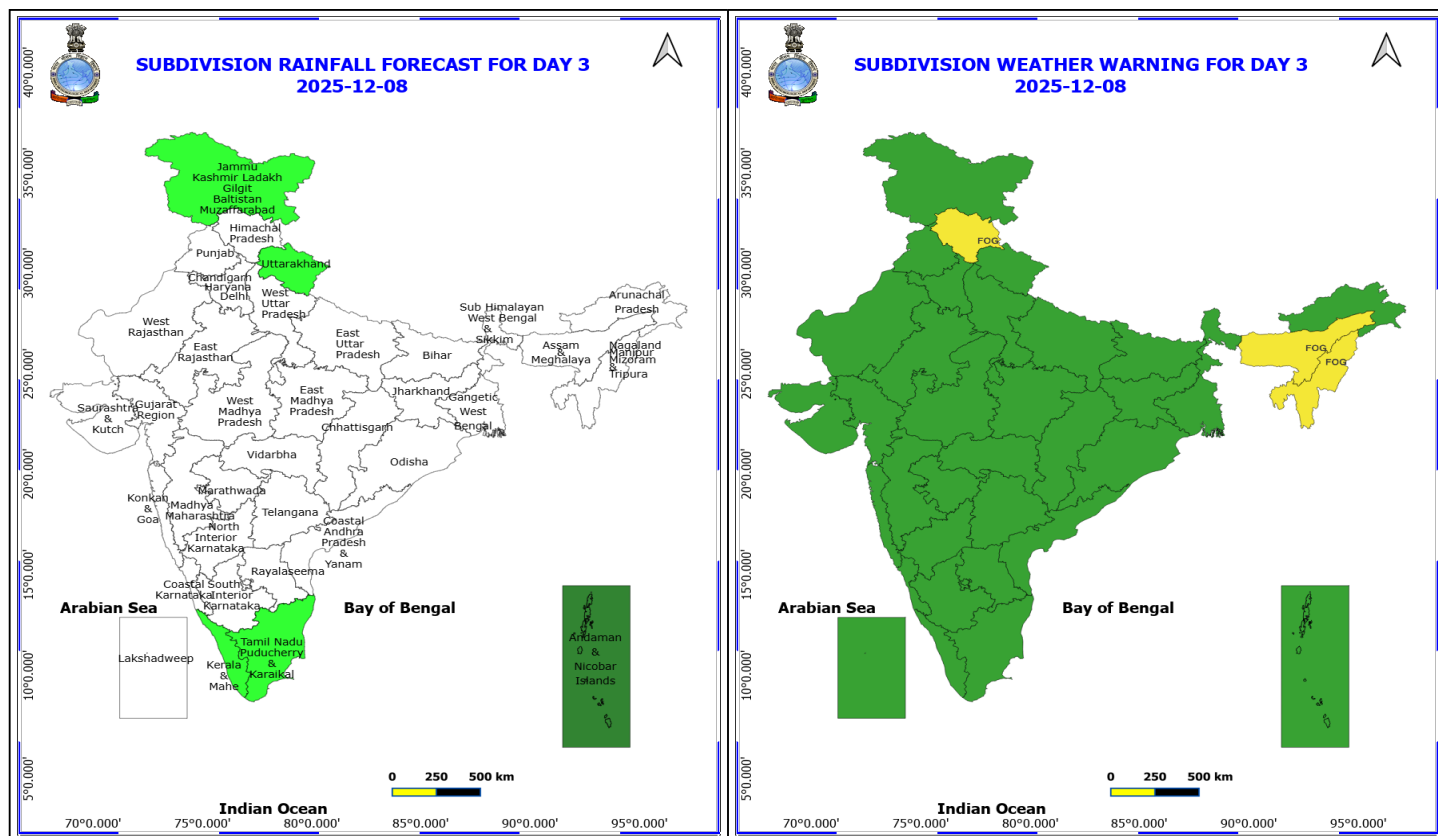 SUBDIVISION RAINFALL FORECAST FOR DAY 3
2025-12-08
40°0.000'
35°0.000'
30°0.000'
25°0.000'
20°0.000'
15°0.000'
10°0.000'
5°0.000'
Jammu
Kashmir Ladakh
Gilgit
Baltistan
Muzaffarabad
Himachal
Pradesh
Punjab
Uttarakhand
Chandigarh
Haryana
Delhi
West
Uttar
Pradesh
West
Rajasthan
East
Rajasthan
East
Uttar
Pradesh
Bihar
Sub Himalayan
West Bengal
&
Sikkim
Arunachal
Pradesh
Assam
&
Meghalaya
Nagaland
Manipur
Mizoram
&
Tripura
Saurashtra
&
Kutch
Gujarat
Region
West
Madhya
Pradesh
East
Madhya
Pradesh
Jharkhand
Gangetic
West
Bengal
Chhattisgarh
Vidarbha
Odisha
Konkan
&
Goa
Marathwada
Madhya
Maharashtra
Telangana
North
Interior
Karnataka
Coastal
Andhra
Pradesh
&
Yanam
Rayalaseema
Coastal
Karnataka
South
Interior
Karnataka
Arabian Sea
Bay of Bengal
Lakshadweep
Kerala
&
Mahe
Tamil Nadu
Puducherry
&
Karaikal
Andaman
&
Nicobar
Islands
0 250 500 km
Indian Ocean
70°0.000' 75°0.000' 80°0.000' 85°0.000' 90°0.000' 95°0.000'
SUBDIVISION WEATHER WARNING FOR DAY 3
2025-12-08
40°0.000'
35°0.000'
30°0.000'
25°0.000'
20°0.000'
15°0.000'
10°0.000'
5°0.000'
FOG
FOG
FOG
Arabian Sea
Bay of Bengal
0 250 500 km
Indian Ocean
70°0.000' 75°0.000' 80°0.000' 85°0.000' 90°0.000' 95°0.000'